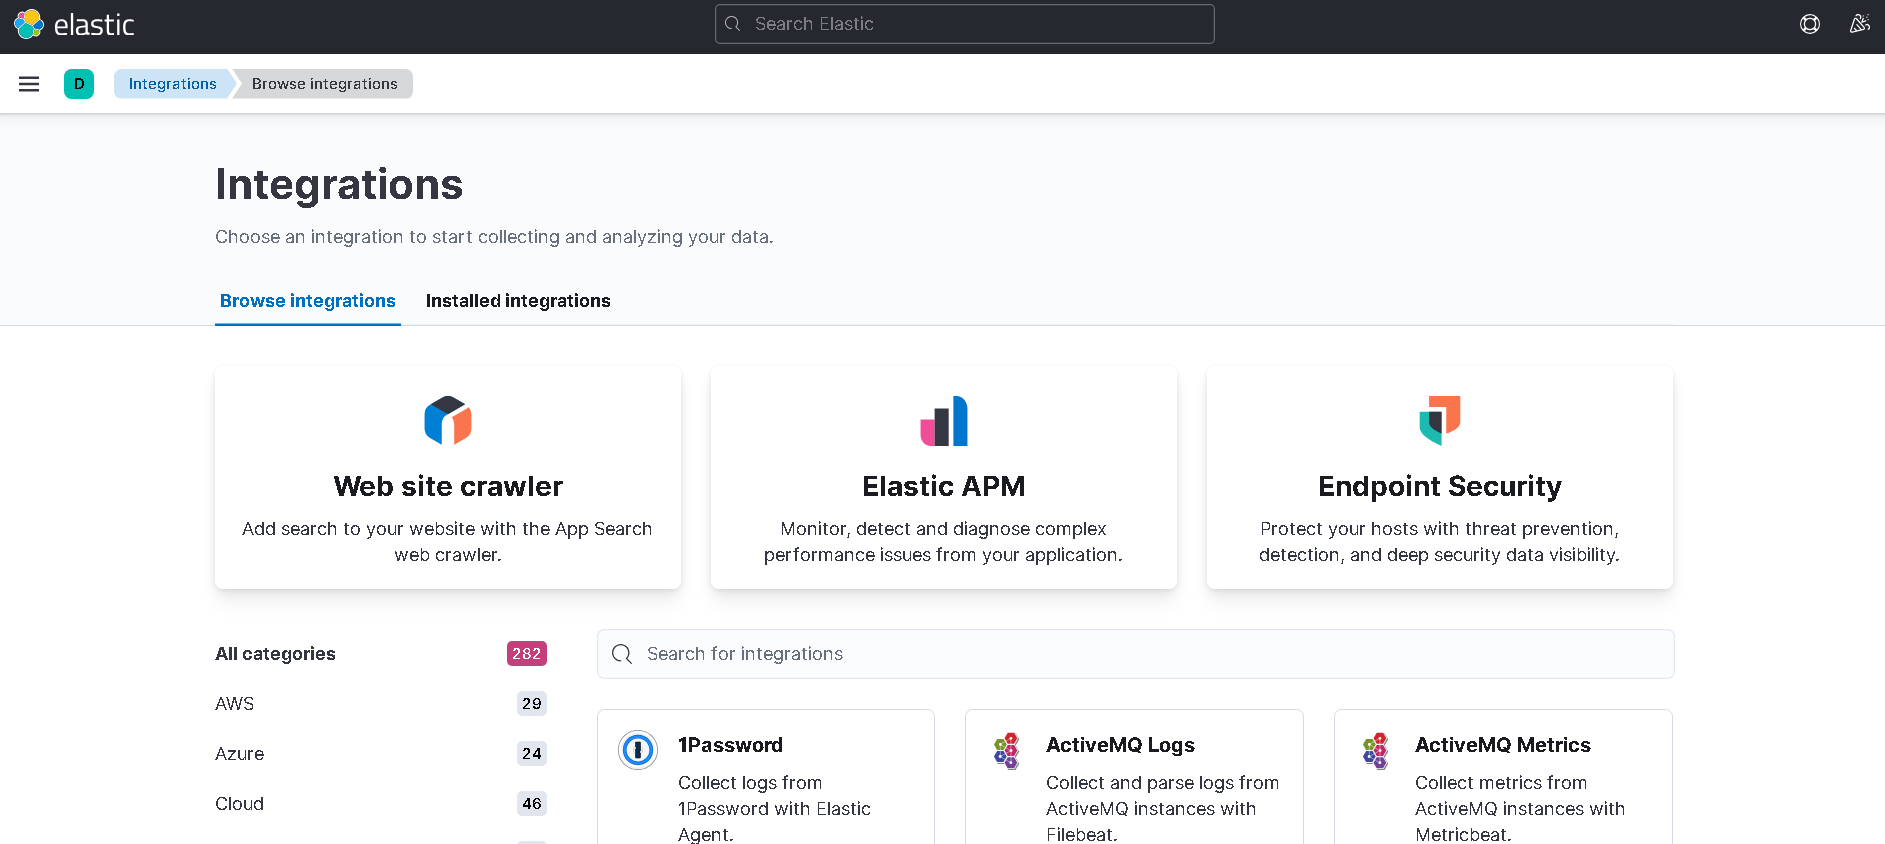 elastic
Search Elastic
D
Integrations
Browse integrations
Integrations
Choose an integration to start collecting and analyzing your data.
Browse integrations
Installed integrations
Web site crawler
Add search to your website with the App Search
web crawler.
Elastic APM
Monitor, detect and diagnose complex
performance issues from your application.
Endpoint Security
Protect your hosts with threat prevention,
detection, and deep security data visibility.
All categories 282
AWS 29
Azure 24
Cloud 46
Search for integrations
1Password
Collect logs from
1Password with Elastic
Agent.
ActiveMQ Logs
Collect and parse logs from
ActiveMQ instances with
Filebeat.
ActiveMQ Metrics
Collect metrics from
ActiveMQ instances with
Metricbeat.